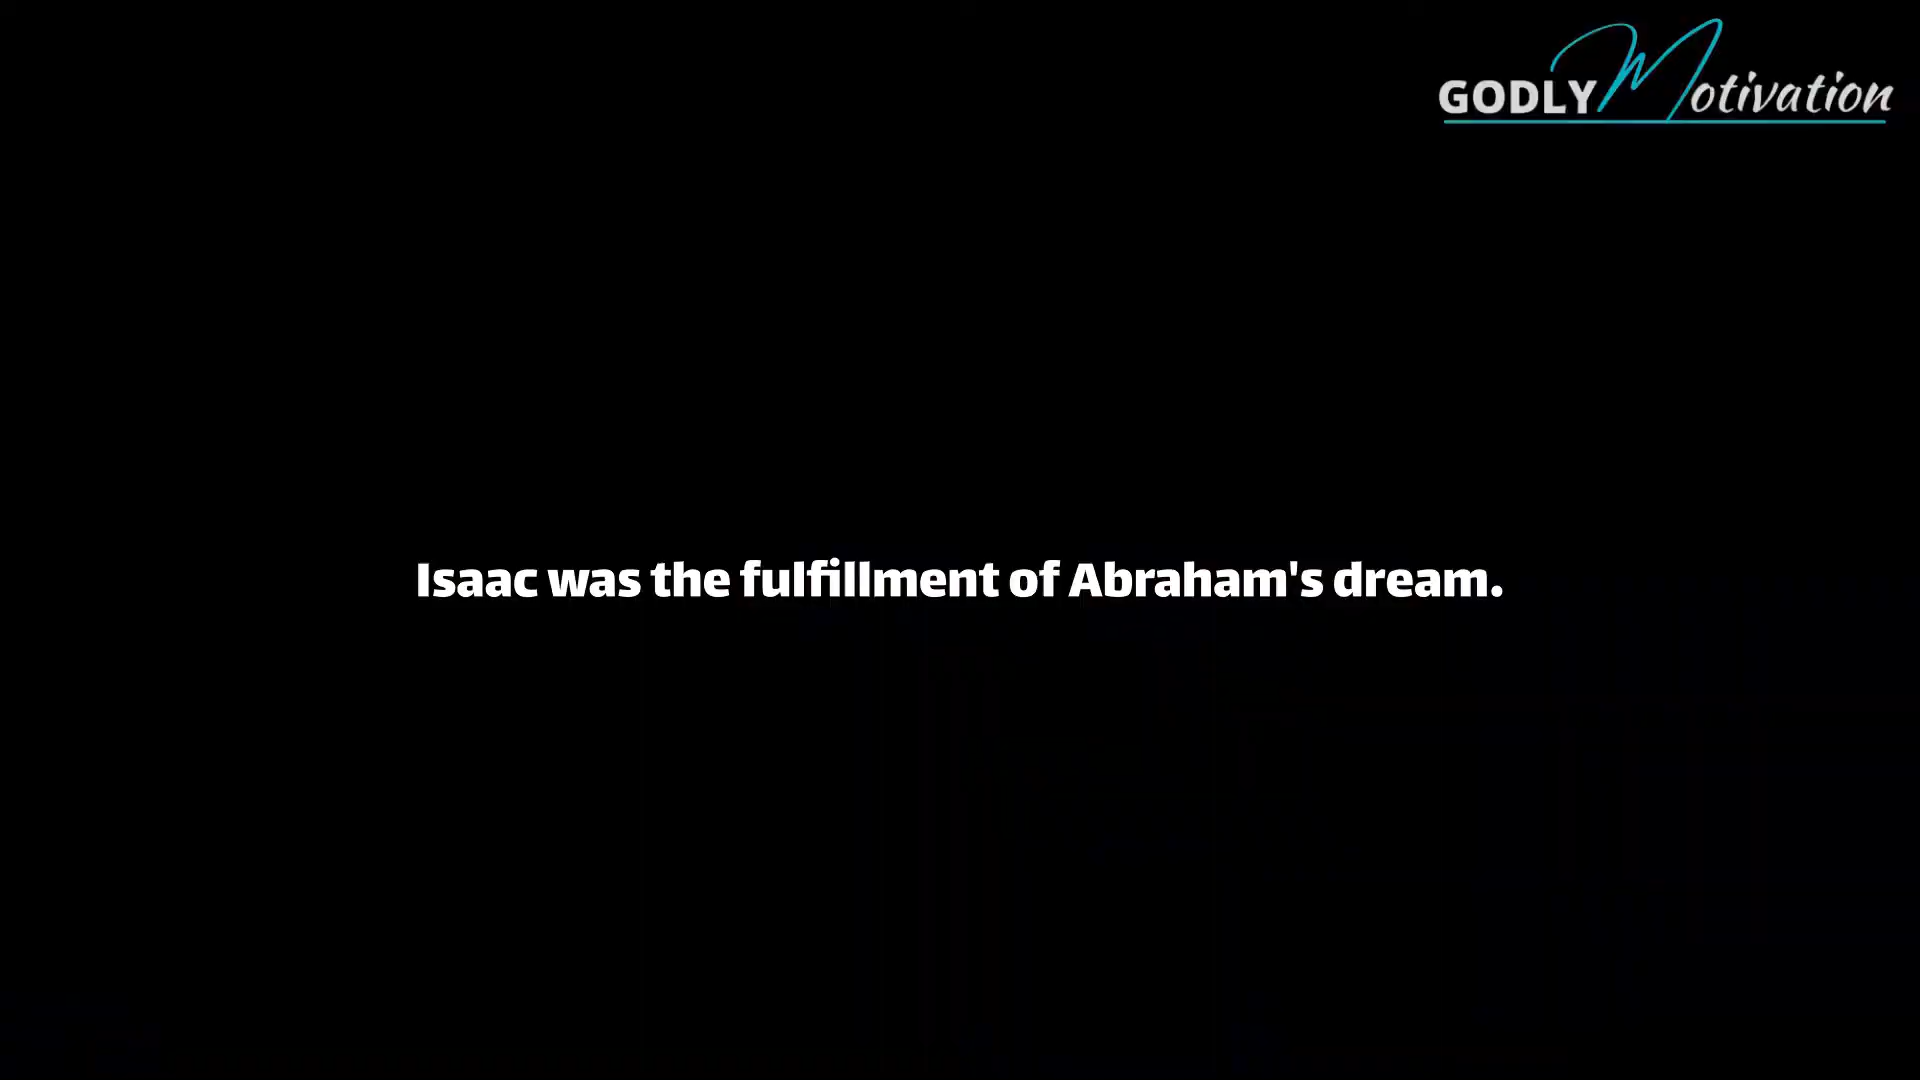 GODLY Motivation
Isaac was the fulfillment of Abraham's dream.